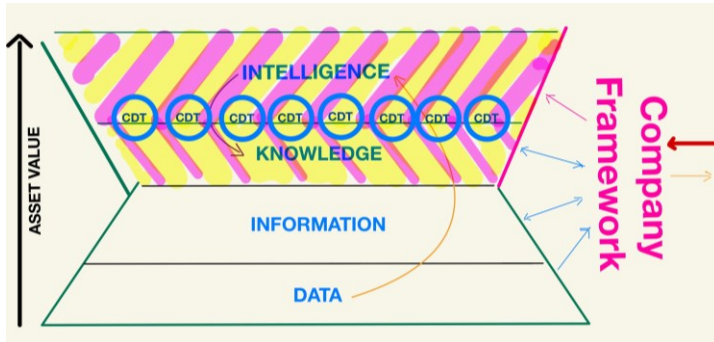 ASSET VALUE
INTELLIGENCE
CDT CDT CDT CDT CDT CDT CDT CDT
KNOWLEDGE
INFORMATION
DATA
Company
Framework